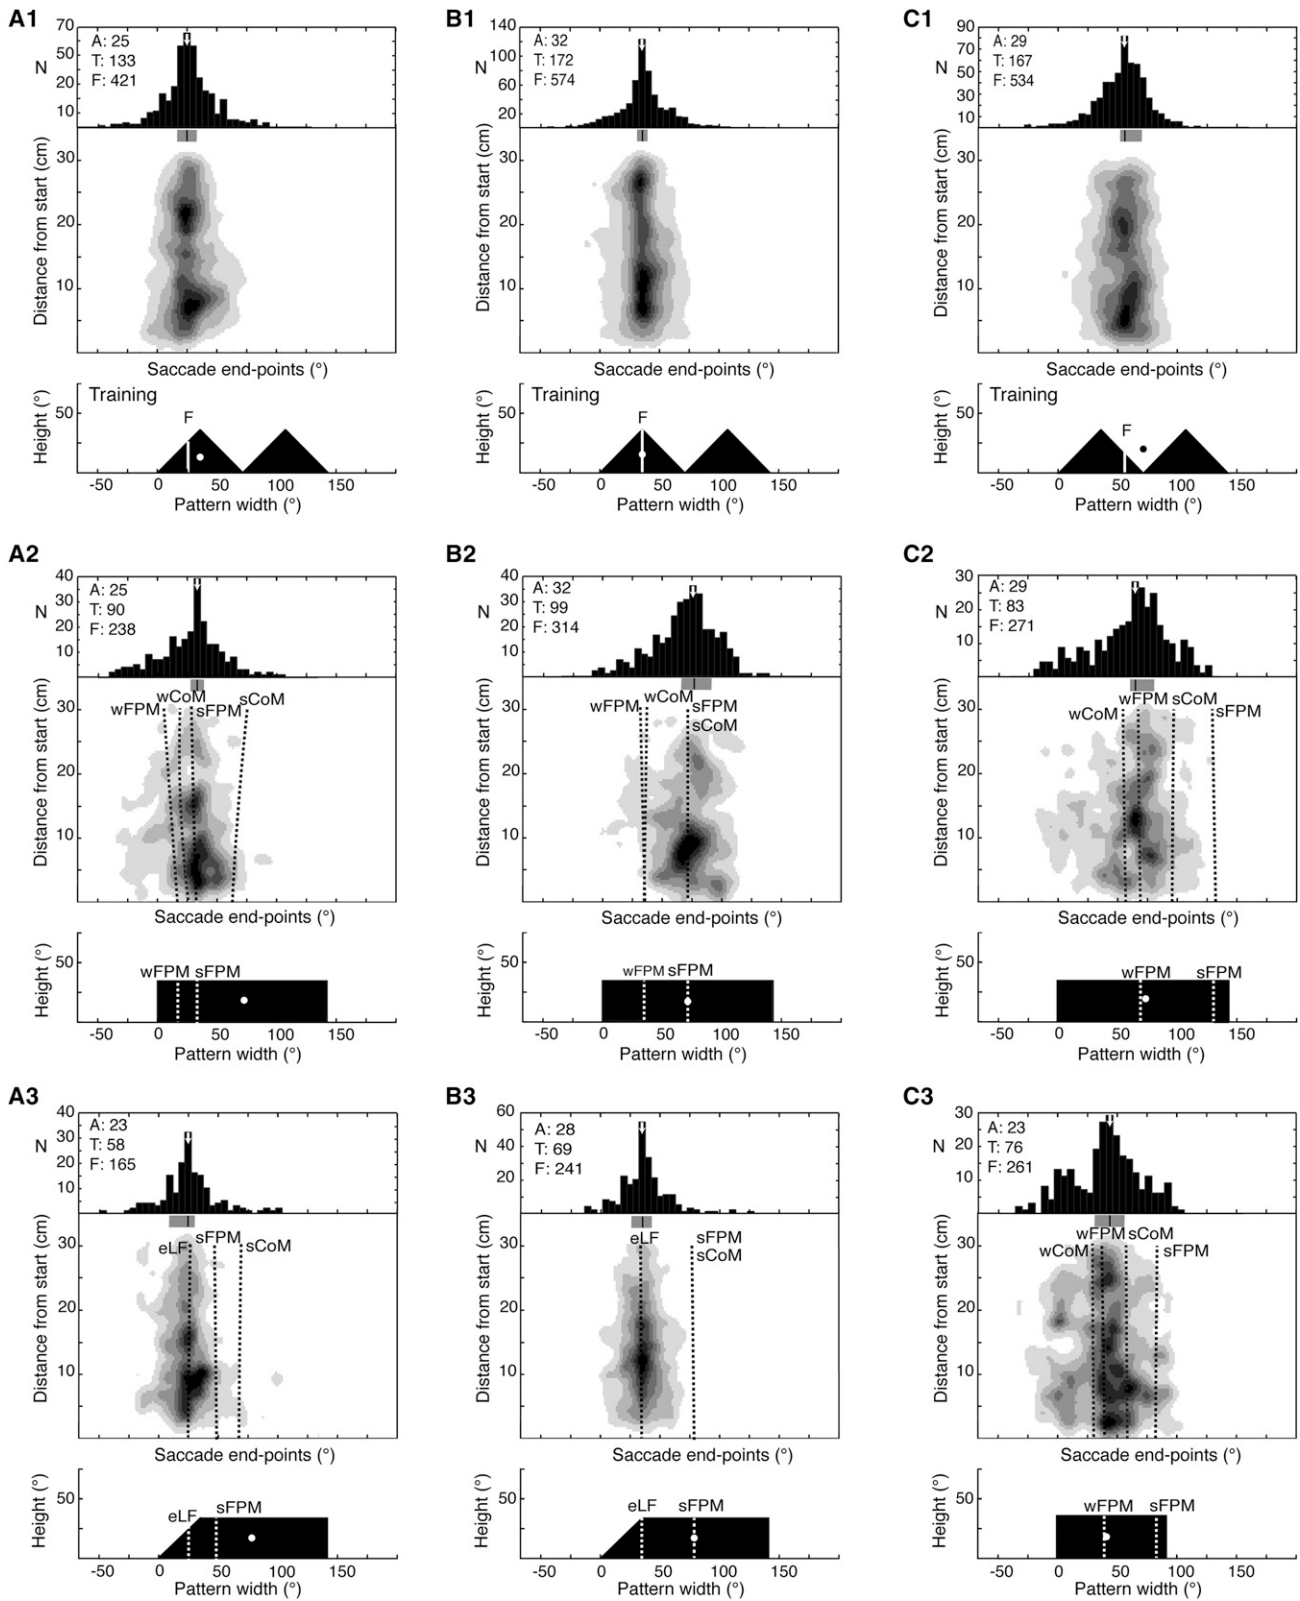 A1
70
50
N
20
10
A: 25
T: 133
F: 421
Distance from start (cm)
30
20
10
Saccade end-points (°)
Training
Height (°)
50
F
-50 0 50 100 150
Pattern width (°)
B1
140
100
60
20
A: 32
T: 172
F: 574
Distance from start (cm)
30
20
10
Saccade end-points (°)
Training
Height (°)
50
F
-50 0 50 100 150
Pattern width (°)
C1
90
70
N
50
30
10
A: 29
T: 167
F: 534
Distance from start (cm)
30
20
10
Saccade end-points (°)
Training
Height (°)
50
F
-50 0 50 100 150
Pattern width (°)
A2
40
30
N
20
10
A: 25
T: 90
F: 238
Distance from start (cm)
30
20
10
wCoM
sCoM
wFPM
sFPM
Saccade end-points (°)
Height (°)
50
wFPM sFPM
-50 0 50 100 150
Pattern width (°)
B2
40
30
N
20
10
A: 32
T: 99
F: 314
Distance from start (cm)
30
20
10
wCoM
wFPM
sFPM
sCoM
Saccade end-points (°)
Height (°)
50
wFPM sFPM
-50 0 50 100 150
Pattern width (°)
C2
30
N
20
10
A: 29
T: 83
F: 271
Distance from start (cm)
30
20
10
wFPM sCoM
wCoM
sFPM
Saccade end-points (°)
Height (°)
50
wFPM sFPM
-50 0 50 100 150
Pattern width (°)
A3
40
30
N
20
10
A: 23
T: 58
F: 165
Distance from start (cm)
30
20
10
sFPM
eLF
sCoM
Saccade end-points (°)
Height (°)
50
eLF
sFPM
-50 0 50 100 150
Pattern width (°)
B3
60
N
40
20
A: 28
T: 69
F: 241
Distance from start (cm)
30
20
10
eLF
sFPM
sCoM
Saccade end-points (°)
Height (°)
50
eLF sFPM
-50 0 50 100 150
Pattern width (°)
C3
30
N
20
10
A: 23
T: 76
F: 261
Distance from start (cm)
30
20
10
wFPM sCoM
wCoM
sFPM
Saccade end-points (°)
Height (°)
50
wFPM sFPM
-50 0 50 100 150
Pattern width (°)